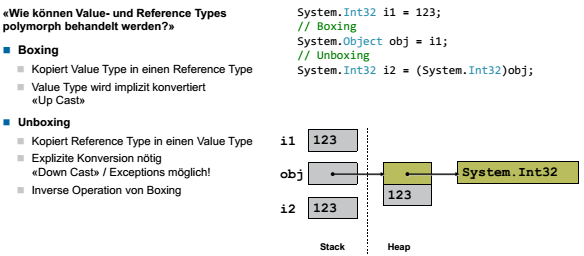 «Wie können Value- und Reference Types
polymorph behandelt werden?»
Boxing
Kopiert Value Type in einen Reference Type
Value Type wird implizit konvertiert
«Up Cast»
Unboxing
Kopiert Reference Type in einen Value Type
Explizite Konversion nötig
«Down Cast» / Exceptions möglich!
Inverse Operation von Boxing
System.Int32 i1 = 123;
// Boxing
System.Object obj = i1;
// Unboxing
System.Int32 i2 = (System.Int32)obj;
i1 123
obj System.Int32
123
i2 123
Stack Heap